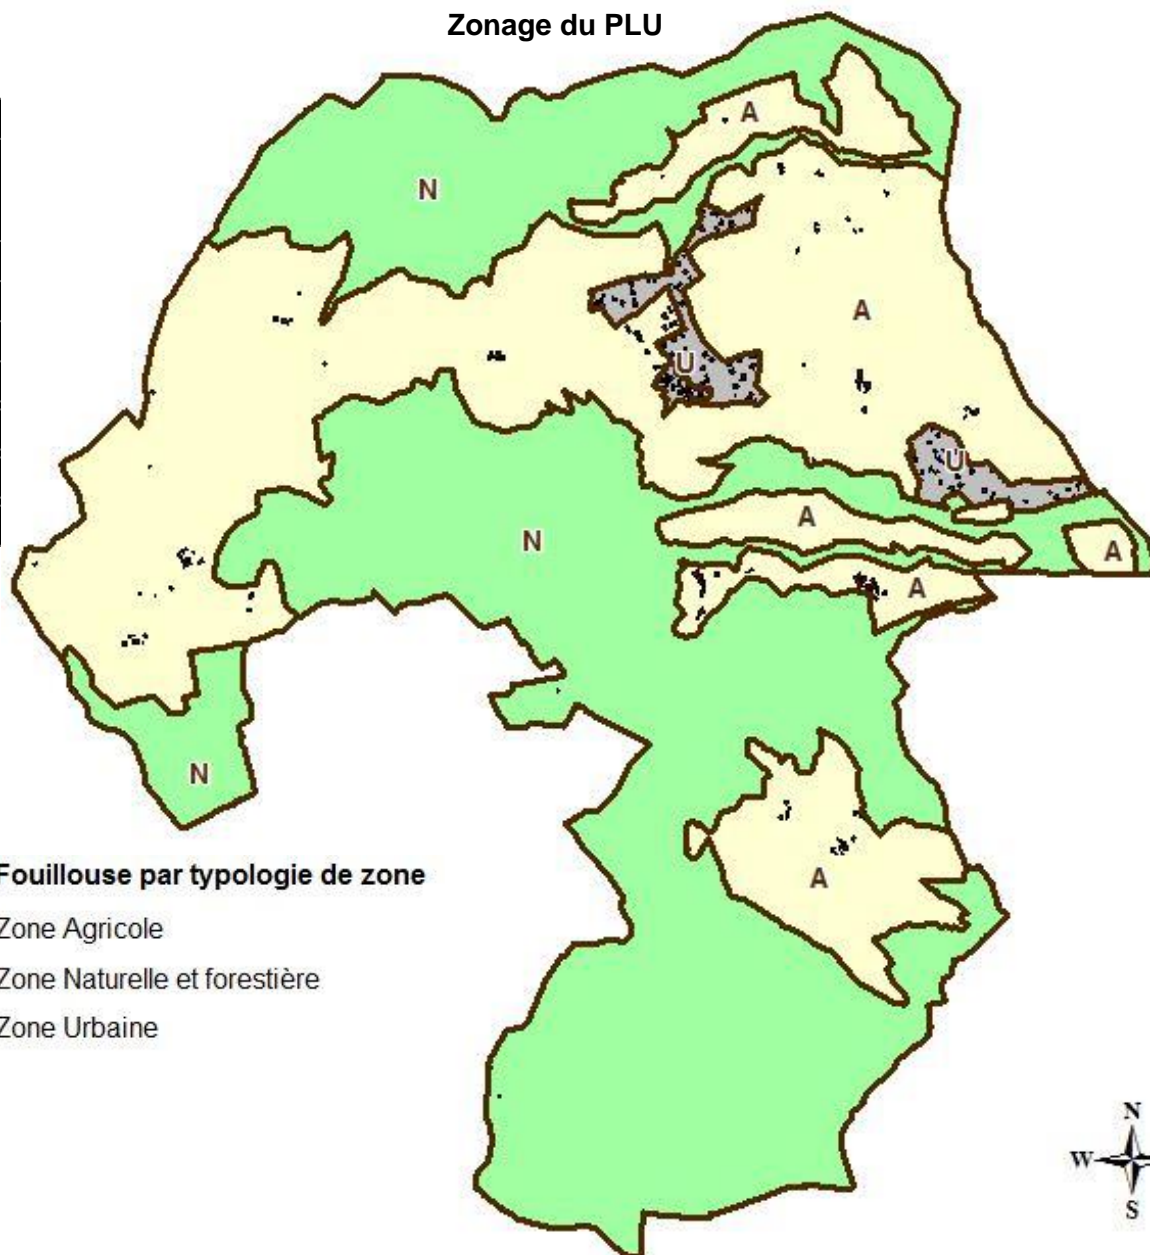 Zonage du PLU
A
N
A
U
U
A
N
A
A
N
A
Fouillouse par typologie de zone
Zone Agricole
Zone Naturelle et forestière
Zone Urbaine
N
W
S